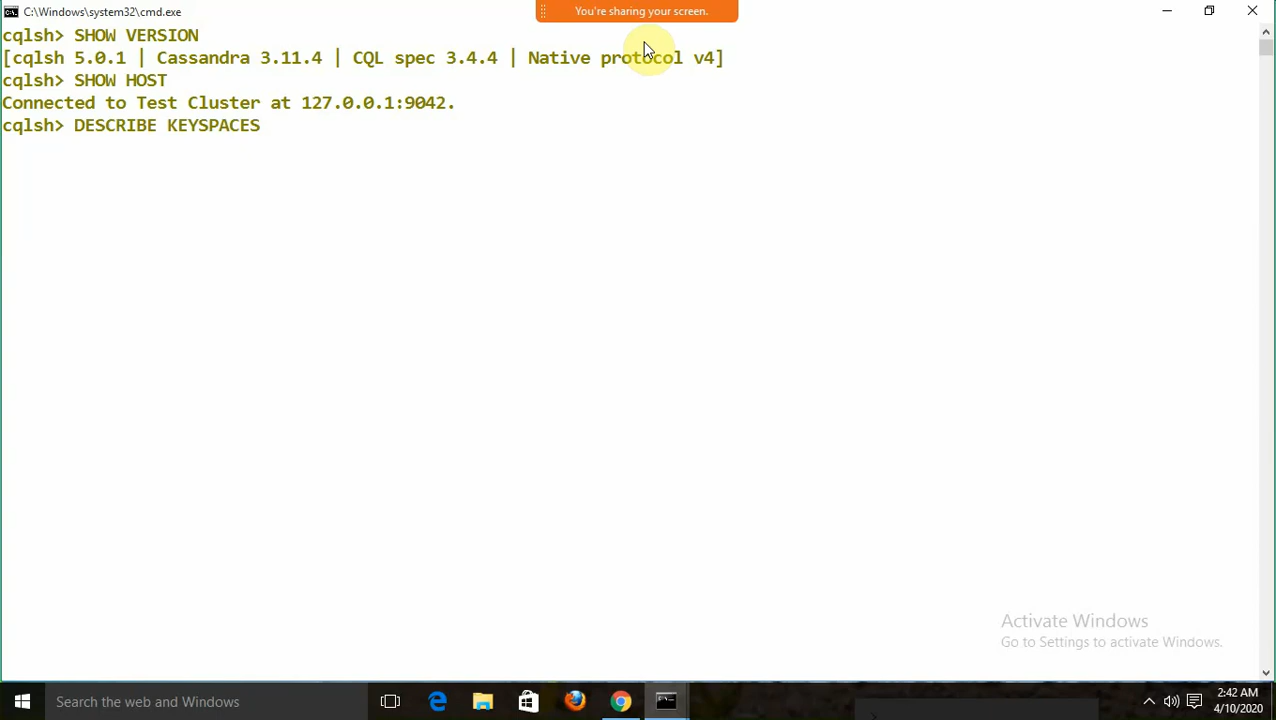 C:\Windows\system32\cmd.exe
You're sharing your screen.
cqlsh> SHOW VERSION
[cqlsh 5.0.1 | Cassandra 3.11.4 | CQL spec 3.4.4 | Native protocol v4]
cqlsh> SHOW HOST
Connected to Test Cluster at 127.0.0.1:9042.
cqlsh> DESCRIBE KEYSPACES
Activate Windows
Go to Settings to activate Windows.
Search the web and Windows
2:42 AM
4/10/2020